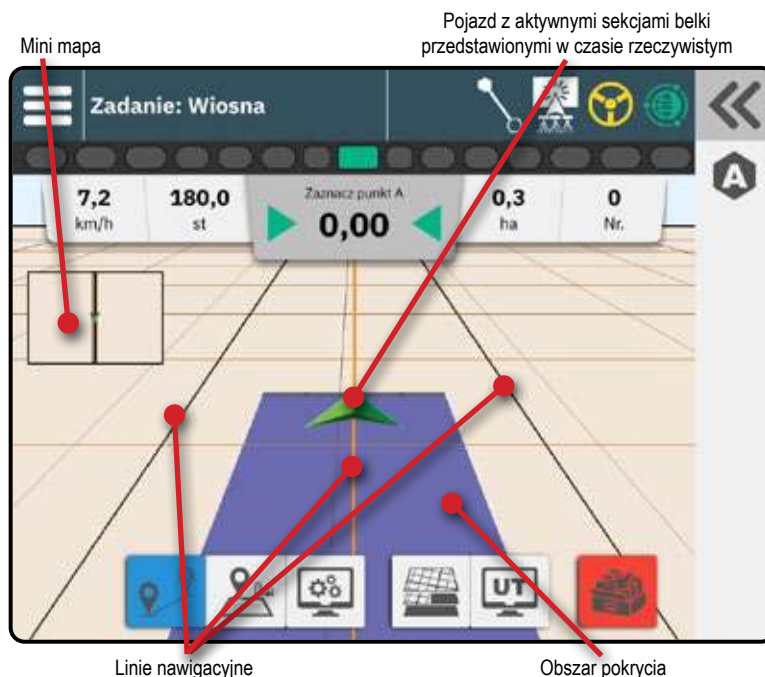 Pojazd z aktywnymi sekcjami belki
przedstawionymi w czasie rzeczywistym
Mini mapa
Zadanie: Wiosna
A
7,2
km/h
180,0
st
Zaznacz punkt A
0,00
0,3
ha
0
Nr.
UT
Linie nawigacyjne
Obszar pokrycia